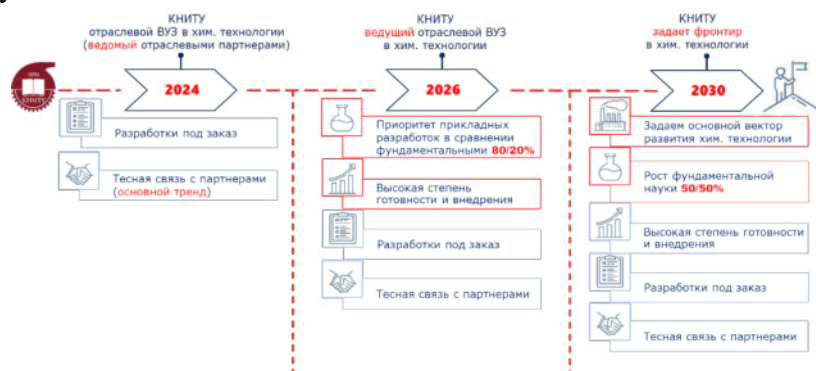 КНИТУ
отраслевой ВУЗ в хим. технологии
(ведомый отраслевыми партнерами)
2024
КНИТУ
Разработки под заказ
Тесная связь с партнерами
(основной тренд)
КНИТУ
ведущий отраслевой ВУЗ
в хим. технологии
2026
Приоритет прикладных
разработок в сравнении
фундаментальными 80/20%
Высокая степень
готовности и внедрения
Разработки под заказ
Тесная связь с партнерами
КНИТУ
задает фронтир
в хим. технологии
2030
Задаем основной вектор
развития хим. технологии
Рост фундаментальной
науки 50/50%
Высокая степень готовности
и внедрения
Разработки под заказ
Тесная связь с партнерами